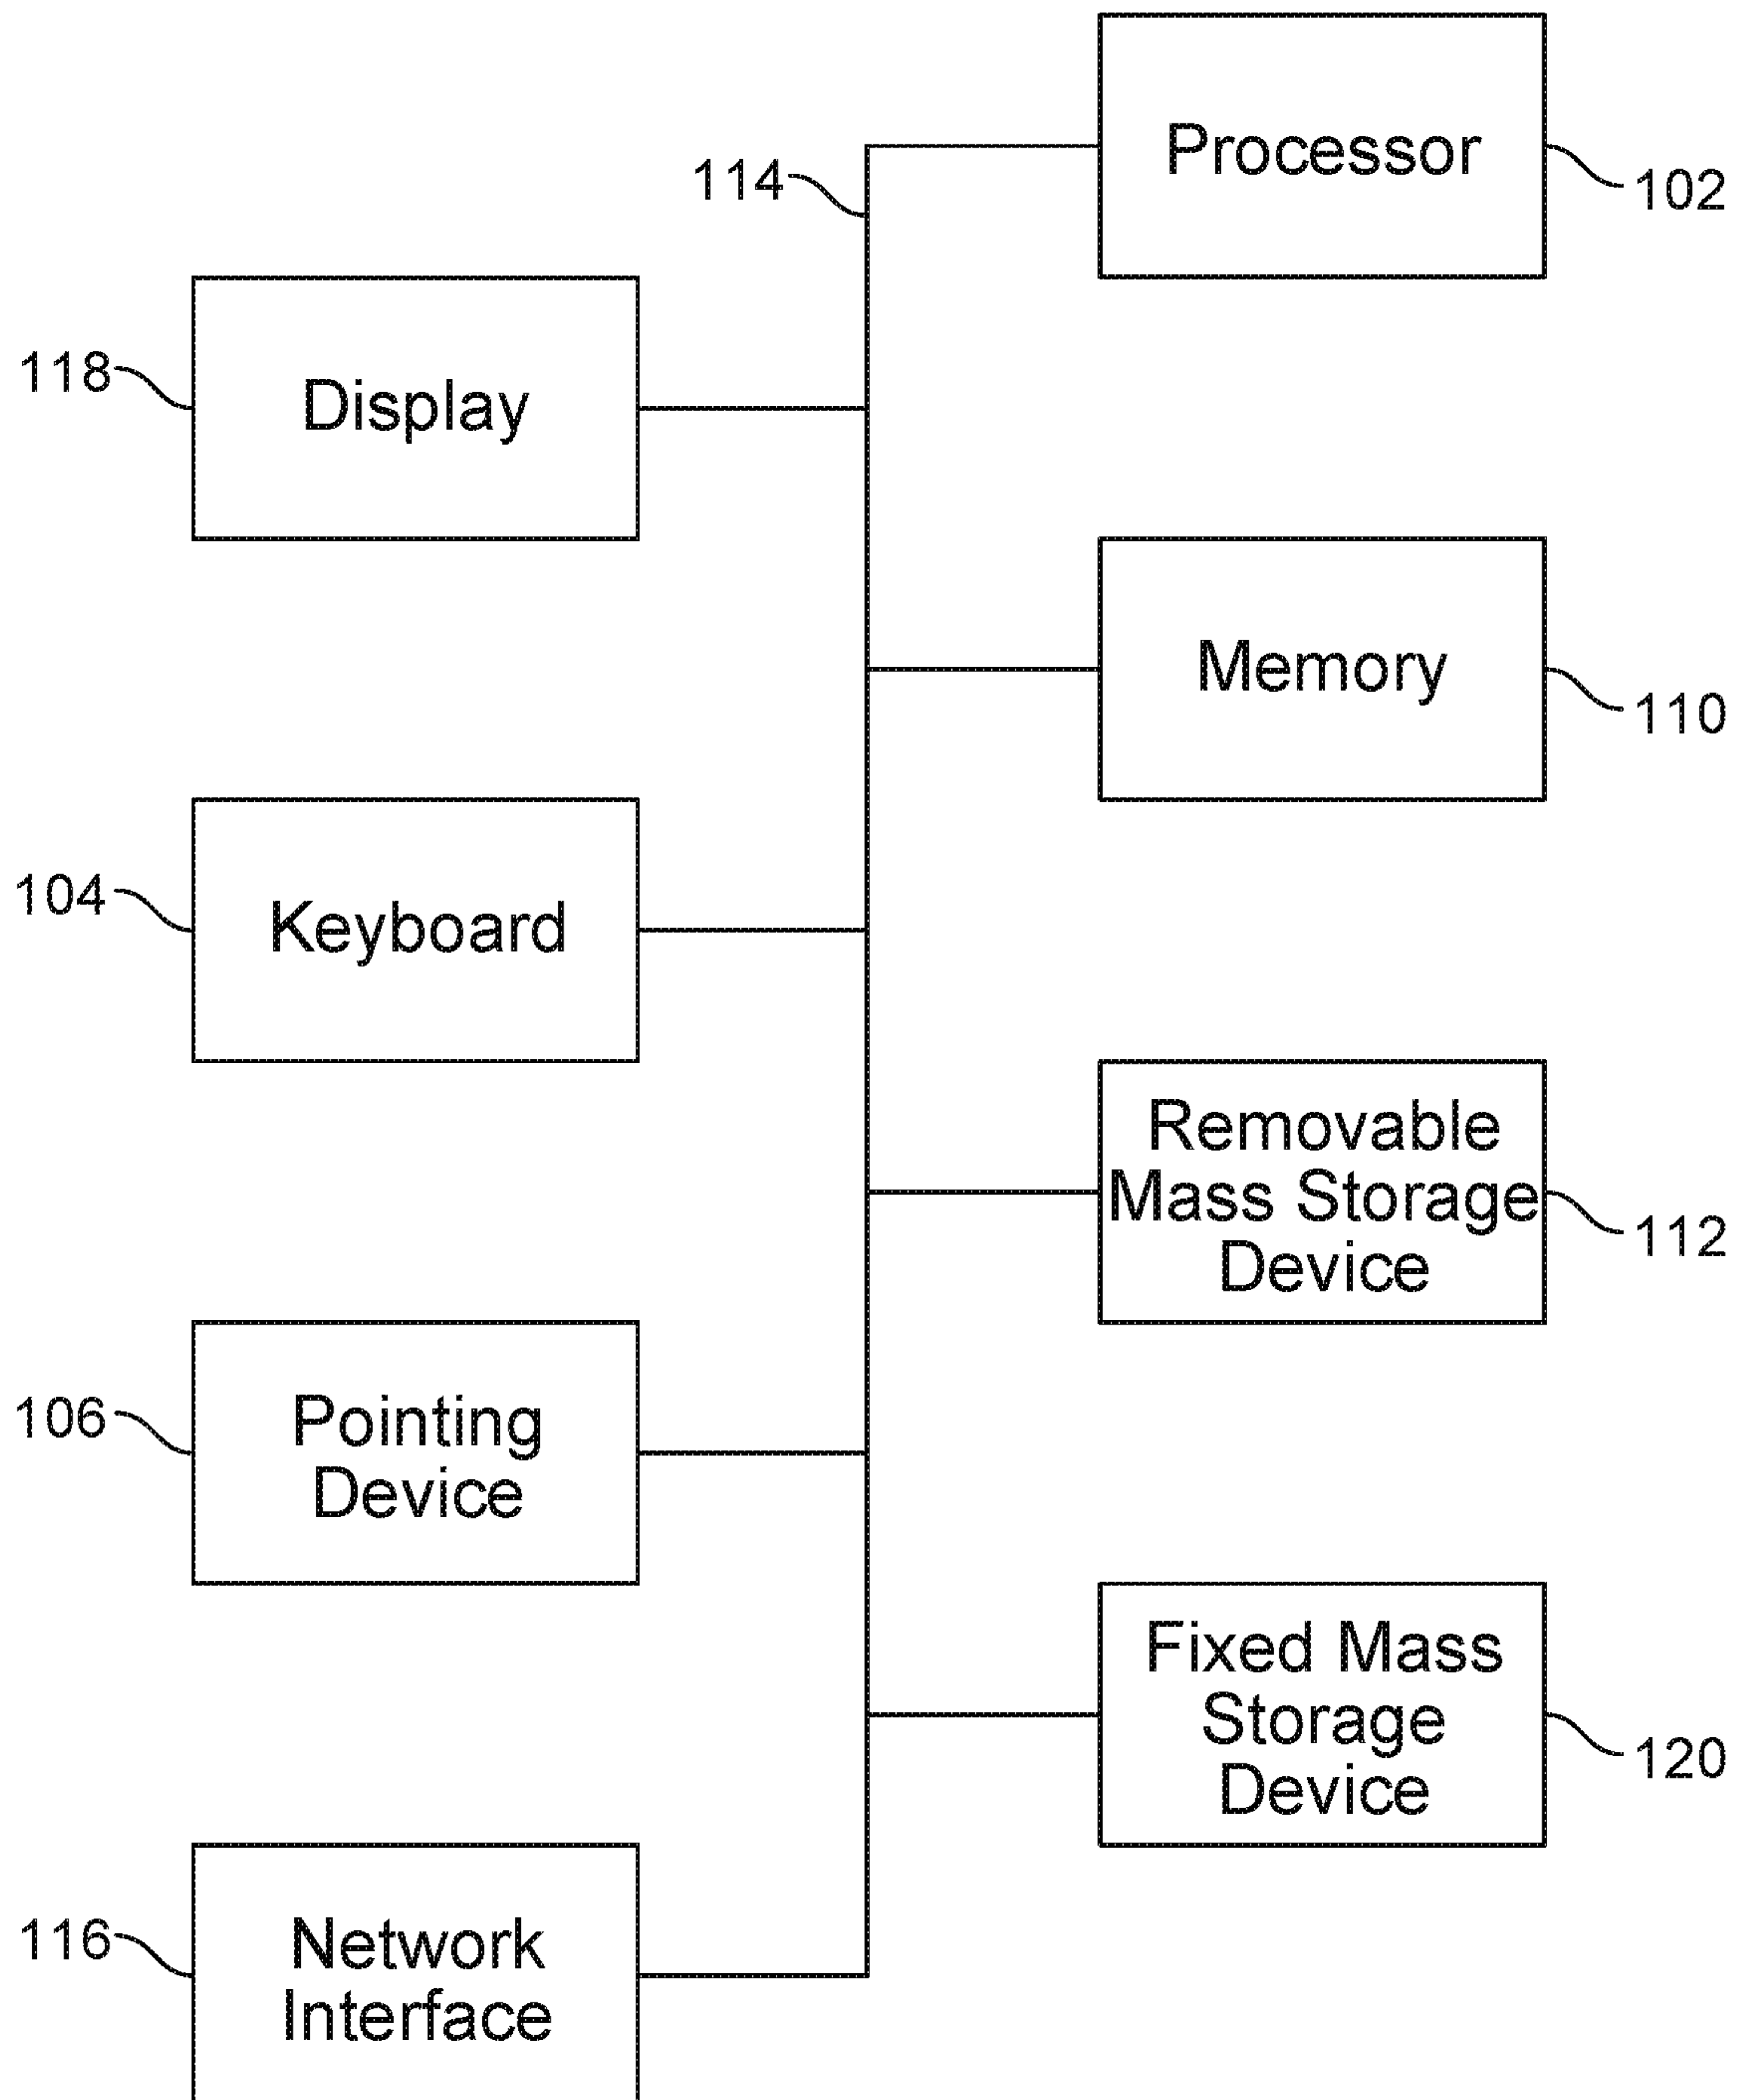 Processor
102
114
118
Display
Memory
110
104
Keyboard
Removable
Mass Storage
Device
112
106
Pointing
Device
Fixed Mass
Storage
Device
120
116
Network
Interface